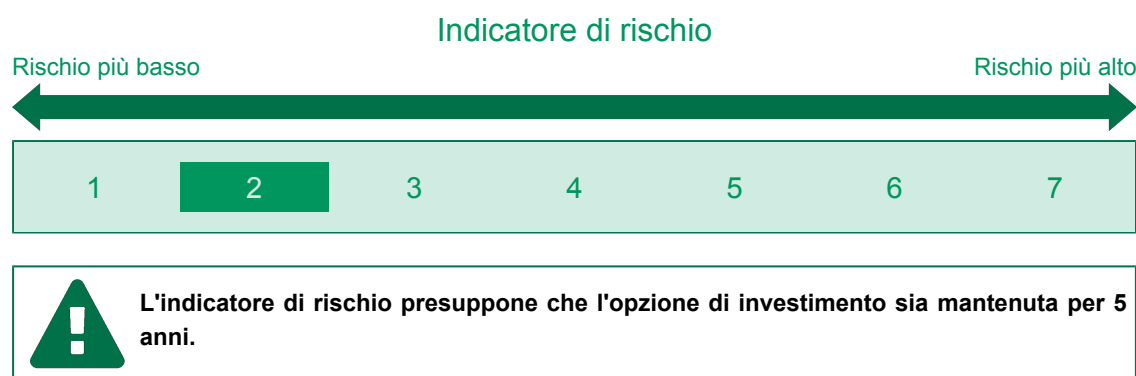 Indicatore di rischio
Rischio più basso Rischio più alto
1 2 3 4 5 6 7
L'indicatore di rischio presuppone che l'opzione di investimento sia mantenuta per 5
anni.